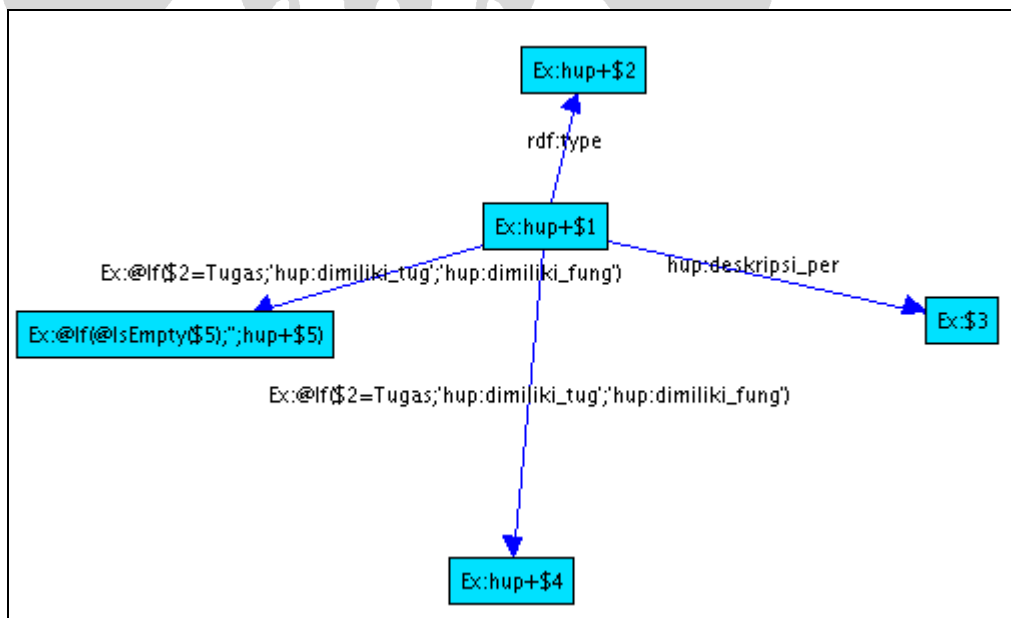 Ex:hup+$2
rdf:type
Ex:hup+$1
Ex:@If($2=Tugas;'hup:dimiliki_tug';'hup:dimiliki_fung')
hup:deskripsi_per
Ex:$3
Ex:@If(@IsEmpty($5);'';hup+$5)
Ex:@If($2=Tugas;'hup:dimiliki_tug';'hup:dimiliki_fung')
Ex:hup+$4